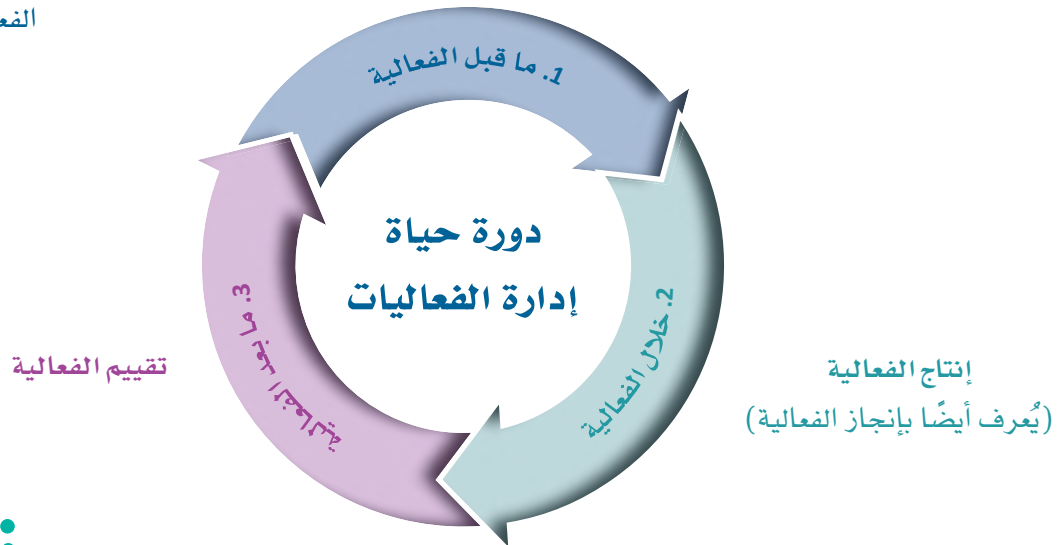 1. ما قبل الفعالية
دورة حياة
إدارة الفعاليات
2. خلال الفعالية
3. ما بعد الفعالية
إنتاج الفعالية
(يُعرف أيضًا بإنجاز الفعالية)
تقييم الفعالية